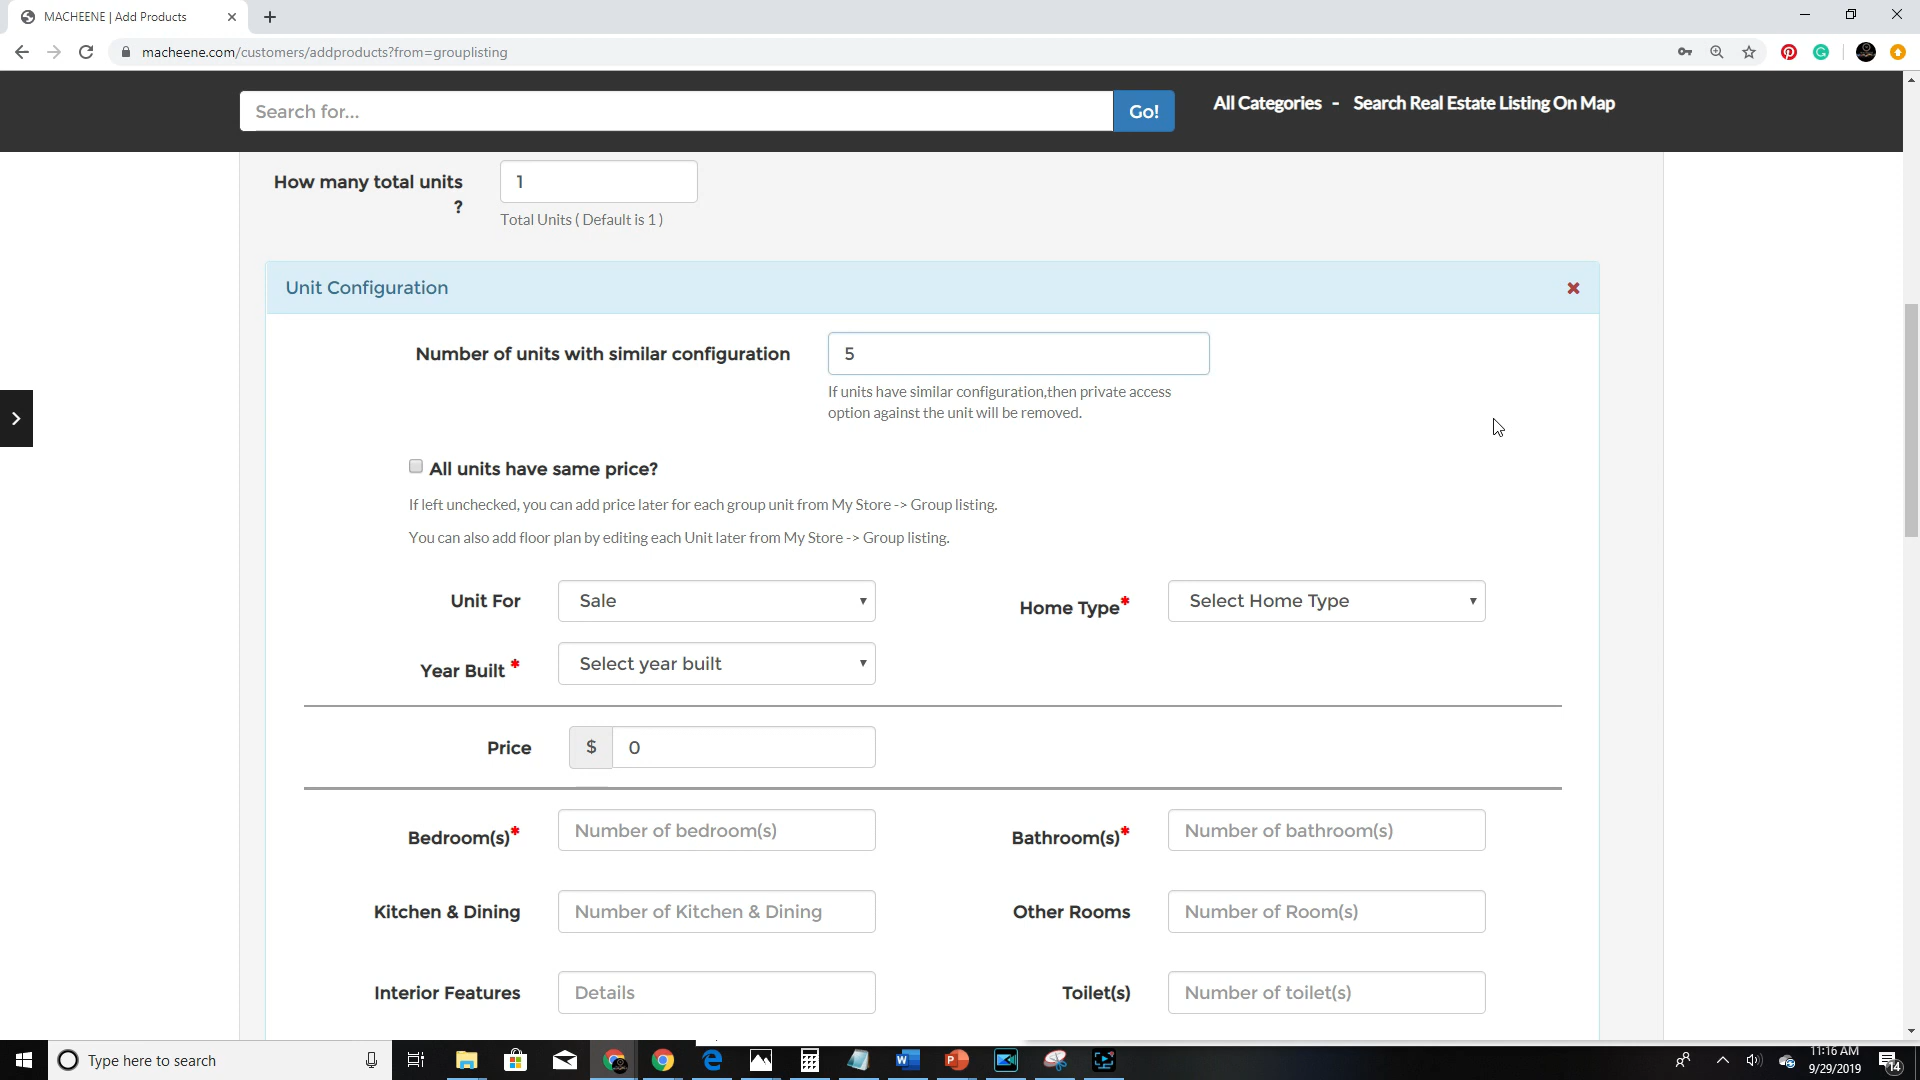 MACHEENE | Add Products
macheene.com/customers/addproducts?from=grouplisting
Search for...
Go!
All Categories - Search Real Estate Listing On Map
How many total units
?
1
Total Units ( Default is 1 )
Unit Configuration
Number of units with similar configuration
5
If units have similar configuration,then private access
option against the unit will be removed.
All units have same price?
If left unchecked, you can add price later for each group unit from My Store -> Group listing.
You can also add floor plan by editing each Unit later from My Store -> Group listing.
Unit For
Sale
Home Type*
Select Home Type
Year Built *
Select year built
Price
$
0
Bedroom(s)*
Number of bedroom(s)
Bathroom(s)*
Number of bathroom(s)
Kitchen & Dining
Number of Kitchen & Dining
Other Rooms
Number of Room(s)
Interior Features
Details
Toilet(s)
Number of toilet(s)
Type here to search
11:16 AM
9/29/2019
14